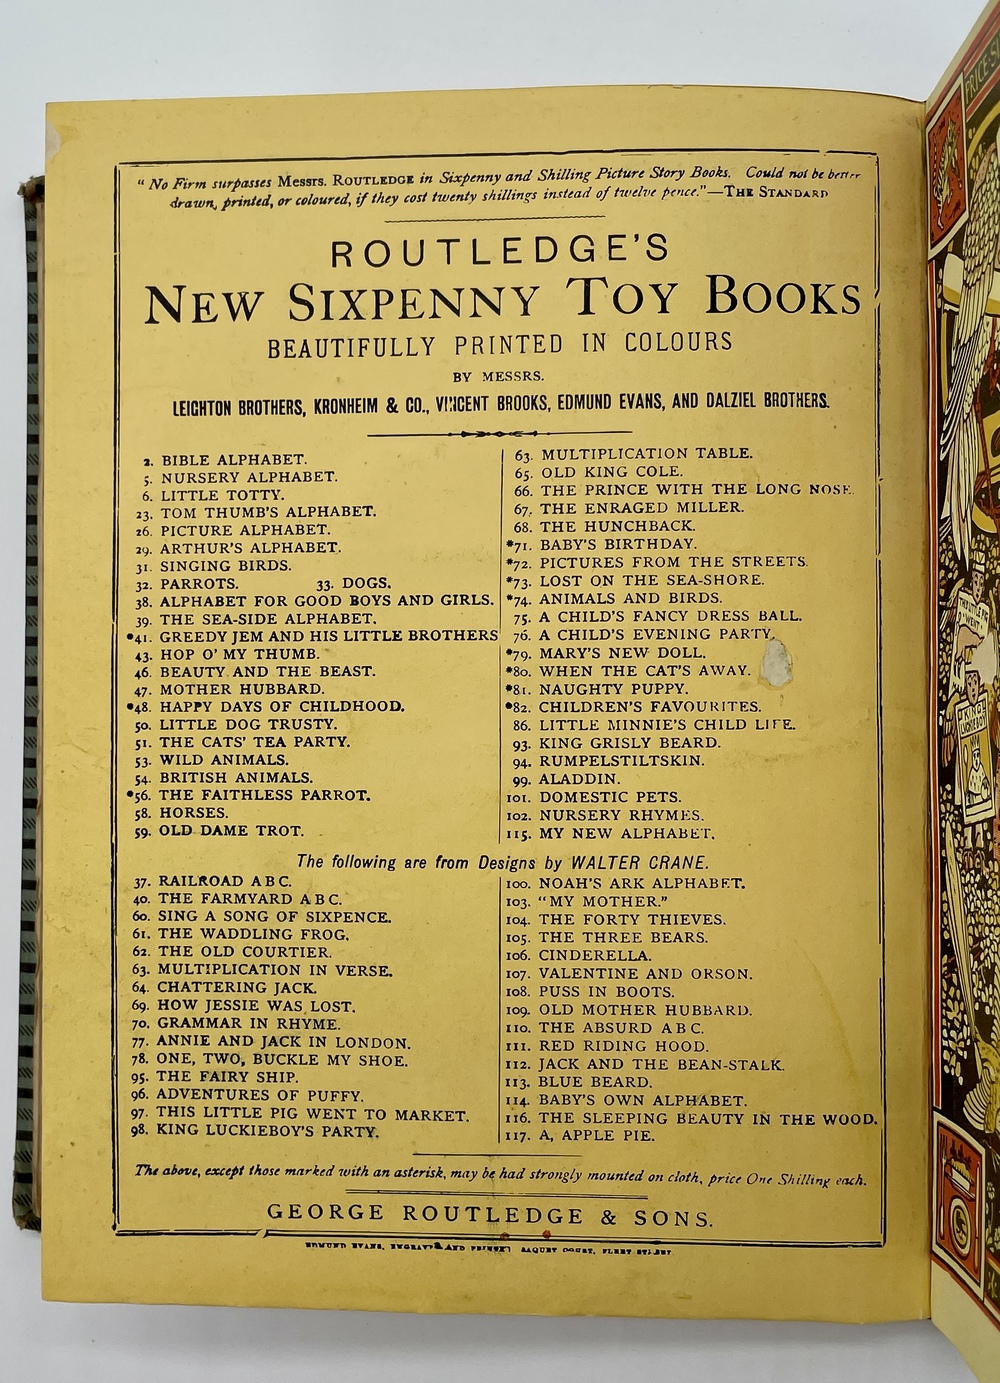 "No Firm surpasses Messrs. ROUTLEDGE in Sixpenny and Shilling Picture Story Books. Could not be better
drawn, printed, or coloured, if they cost twenty shillings instead of twelve pence."—THE STANDARD
ROUTLEDGE'S
NEW SIXPENNY TOY BOOKS
BEAUTIFULLY PRINTED IN COLOURS
BY MESSRS.
LEIGHTON BROTHERS, KRONHEIM & CO., VINCENT BROOKS, EDMUND EVANS, AND DALZIEL BROTHERS.
2. BIBLE ALPHABET.
5. NURSERY ALPHABET.
6. LITTLE TOTTY.
23. TOM THUMB'S ALPHABET.
26. PICTURE ALPHABET.
29. ARTHUR'S ALPHABET.
31. SINGING BIRDS.
32. PARROTS. 33. DOGS.
38. ALPHABET FOR GOOD BOYS AND GIRLS.
39. THE SEA-SIDE ALPHABET.
*41. GREEDY JEM AND HIS LITTLE BROTHERS
43. HOP O' MY THUMB.
46. BEAUTY AND THE BEAST.
47. MOTHER HUBBARD.
*48. HAPPY DAYS OF CHILDHOOD.
50. LITTLE DOG TRUSTY.
51. THE CATS' TEA PARTY.
53. WILD ANIMALS.
54. BRITISH ANIMALS.
*56. THE FAITHLESS PARROT.
58. HORSES.
59. OLD DAME TROT.
63. MULTIPLICATION TABLE.
65. OLD KING COLE.
66. THE PRINCE WITH THE LONG NOSE.
67. THE ENRAGED MILLER.
68. THE HUNCHBACK.
*71. BABY'S BIRTHDAY.
*72. PICTURES FROM THE STREETS.
*73. LOST ON THE SEA-SHORE.
*74. ANIMALS AND BIRDS.
75. A CHILD'S FANCY DRESS BALL.
76. A CHILD'S EVENING PARTY.
*79. MARY'S NEW DOLL.
*80. WHEN THE CAT'S AWAY.
*81. NAUGHTY PUPPY.
*82. CHILDREN'S FAVOURITES.
86. LITTLE MINNIE'S CHILD LIFE.
93. KING GRISLY BEARD.
94. RUMPELSTILTSKIN.
99. ALADDIN.
101. DOMESTIC PETS.
102. NURSERY RHYMES.
115. MY NEW ALPHABET.
The following are from Designs by WALTER CRANE.
37. RAILROAD A B C.
40. THE FARMYARD A B C.
60. SING A SONG OF SIXPENCE.
61. THE WADDLING FROG.
62. THE OLD COURTIER.
63. MULTIPLICATION IN VERSE.
64. CHATTERING JACK.
69. HOW JESSIE WAS LOST.
70. GRAMMAR IN RHYME.
77. ANNIE AND JACK IN LONDON.
78. ONE, TWO, BUCKLE MY SHOE.
95. THE FAIRY SHIP.
96. ADVENTURES OF PUFFY.
97. THIS LITTLE PIG WENT TO MARKET.
98. KING LUCKIEBOY'S PARTY.
100. NOAH'S ARK ALPHABET.
103. "MY MOTHER."
104. THE FORTY THIEVES.
105. THE THREE BEARS.
106. CINDERELLA.
107. VALENTINE AND ORSON.
108. PUSS IN BOOTS.
109. OLD MOTHER HUBBARD.
110. THE ABSURD A B C.
111. RED RIDING HOOD.
112. JACK AND THE BEAN-STALK.
113. BLUE BEARD.
114. BABY'S OWN ALPHABET.
116. THE SLEEPING BEAUTY IN THE WOOD.
117. A, APPLE PIE.
The above, except those marked with an asterisk, may be had strongly mounted on cloth, price One Shilling each.
GEORGE ROUTLEDGE & SONS.
EDMUND EVANS, ENGRAVER AND PRINTER, RAQUET COURT, FLEET STREET
PRICE
THIS LITTLE PIG
WENT
KING
LUCKIEBOY